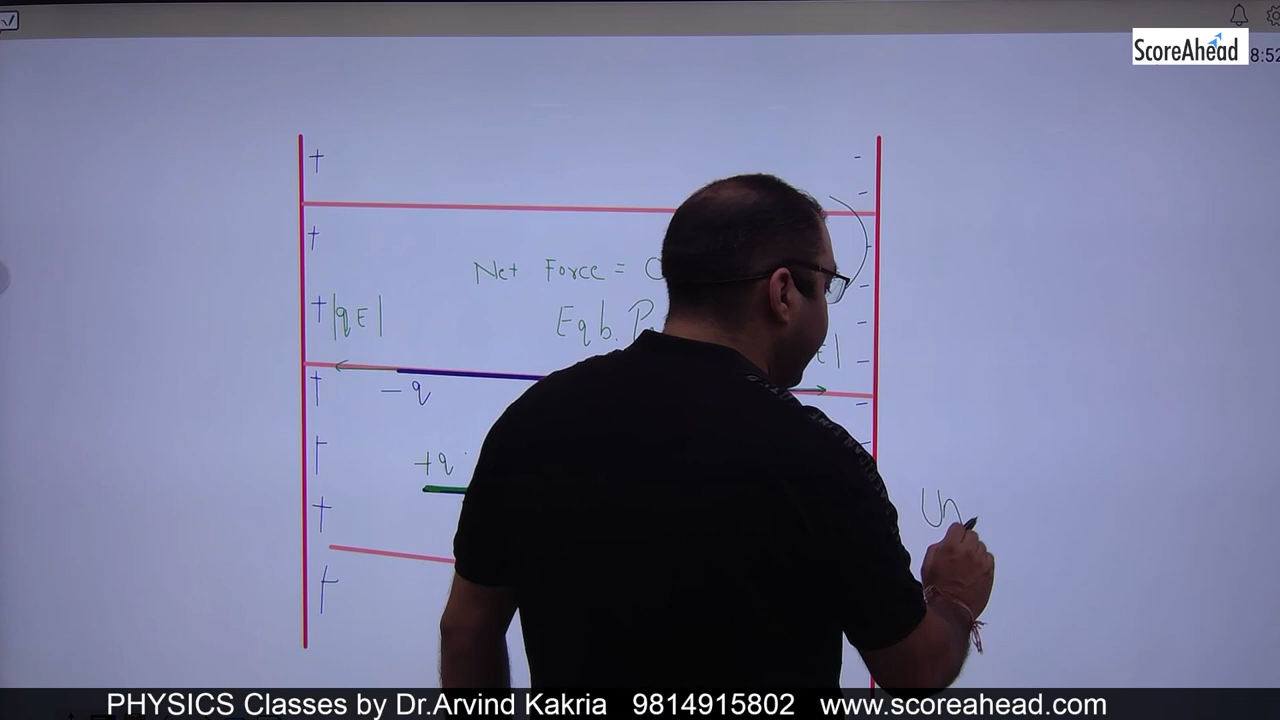 ScoreAhead
8:52
+ -
-
+
Net Force =
-
+ |qE| Eqb. -
E| -
+ -q -
+
+q
+ Un
+
PHYSICS Classes by Dr.Arvind Kakria 9814915802 www.scoreahead.com